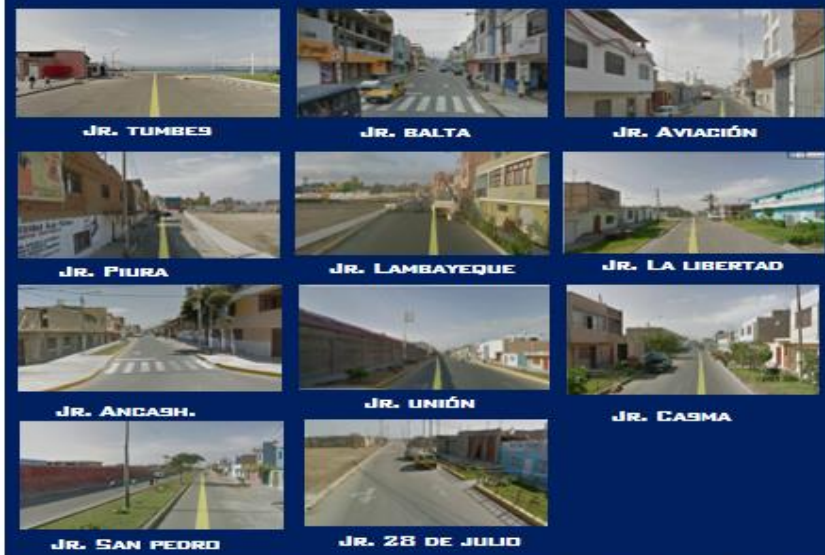 JR. TUMBES
JR. BALTA
JR. AVIACIÓN
JR. PIURA
JR. LAMBAYEQUE
JR. LA LIBERTAD
JR. ANCASH.
JR. UNIÓN
JR. CASMA
JR. SAN PEDRO
JR. 28 DE JULIO